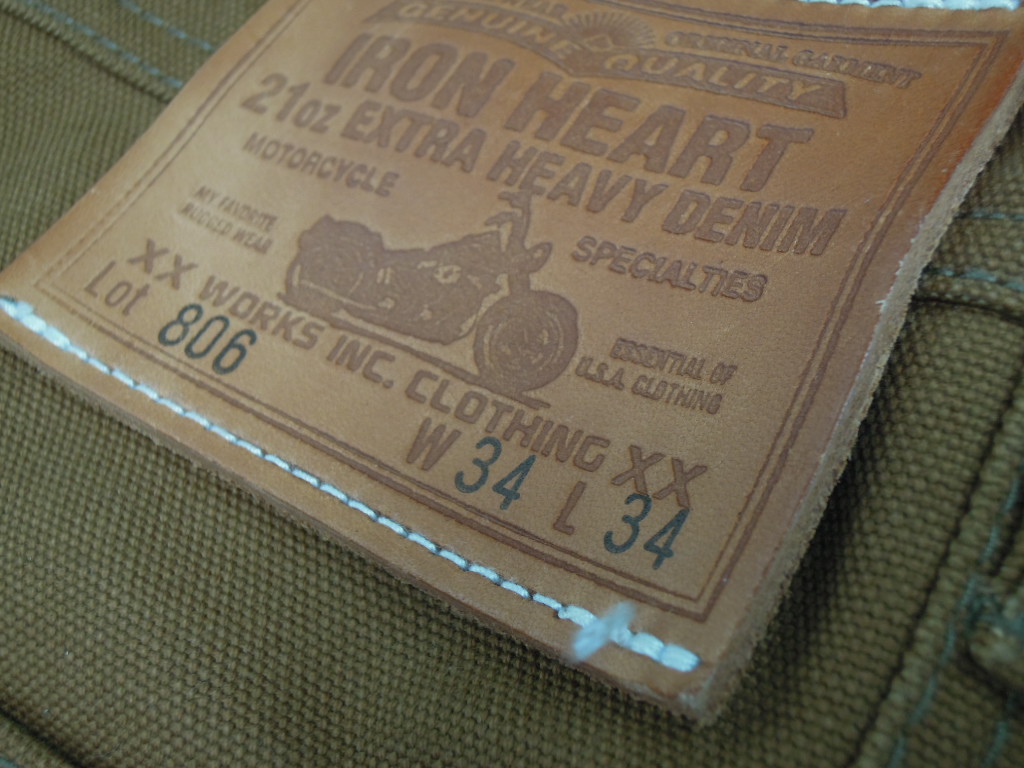 GENUINE QUALITY
ORIGINAL GARMENT
IRON HEART
21oz EXTRA HEAVY DENIM
MOTORCYCLE
SPECIALTIES
MY FAVORITE
RUGGED WEAR
ESSENTIAL OF
U.S.A. CLOTHING
XX WORKS INC. CLOTHING XX
Lot 806
W 34 L 34